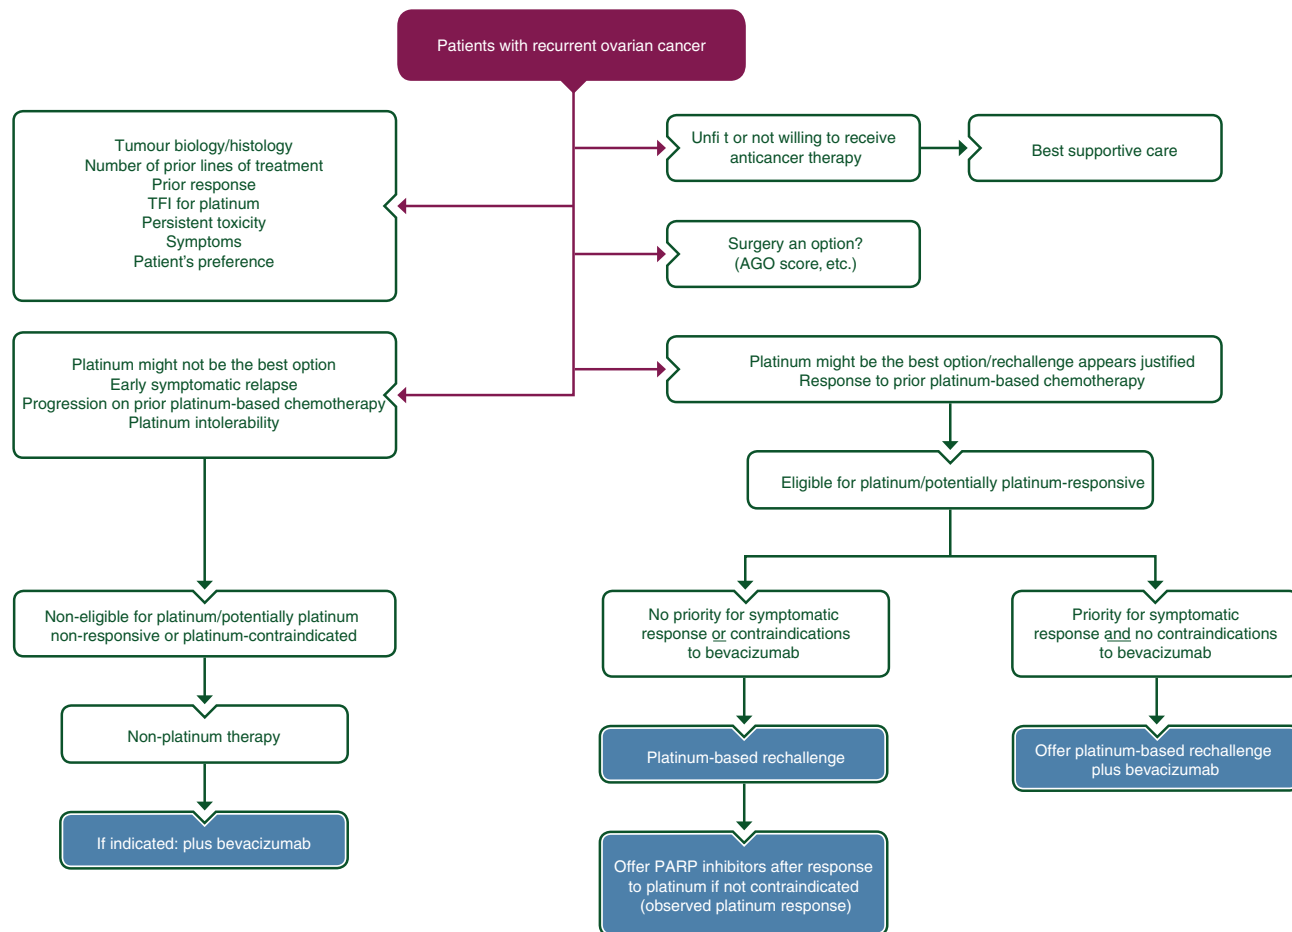 Patients with recurrent ovarian cancer
Tumour biology/histology
Number of prior lines of treatment
Prior response
TFI for platinum
Persistent toxicity
Symptoms
Patient's preference
Unfi t or not willing to receive
anticancer therapy
Best supportive care
Surgery an option?
(AGO score, etc.)
Platinum might not be the best option
Early symptomatic relapse
Progression on prior platinum-based chemotherapy
Platinum intolerability
Platinum might be the best option/rechallenge appears justified
Response to prior platinum-based chemotherapy
Eligible for platinum/potentially platinum-responsive
Non-eligible for platinum/potentially platinum
non-responsive or platinum-contraindicated
No priority for symptomatic
response or contraindications
to bevacizumab
Priority for symptomatic
response and no contraindications
to bevacizumab
Non-platinum therapy
Platinum-based rechallenge
Offer platinum-based rechallenge
plus bevacizumab
If indicated: plus bevacizumab
Offer PARP inhibitors after response
to platinum if not contraindicated
(observed platinum response)